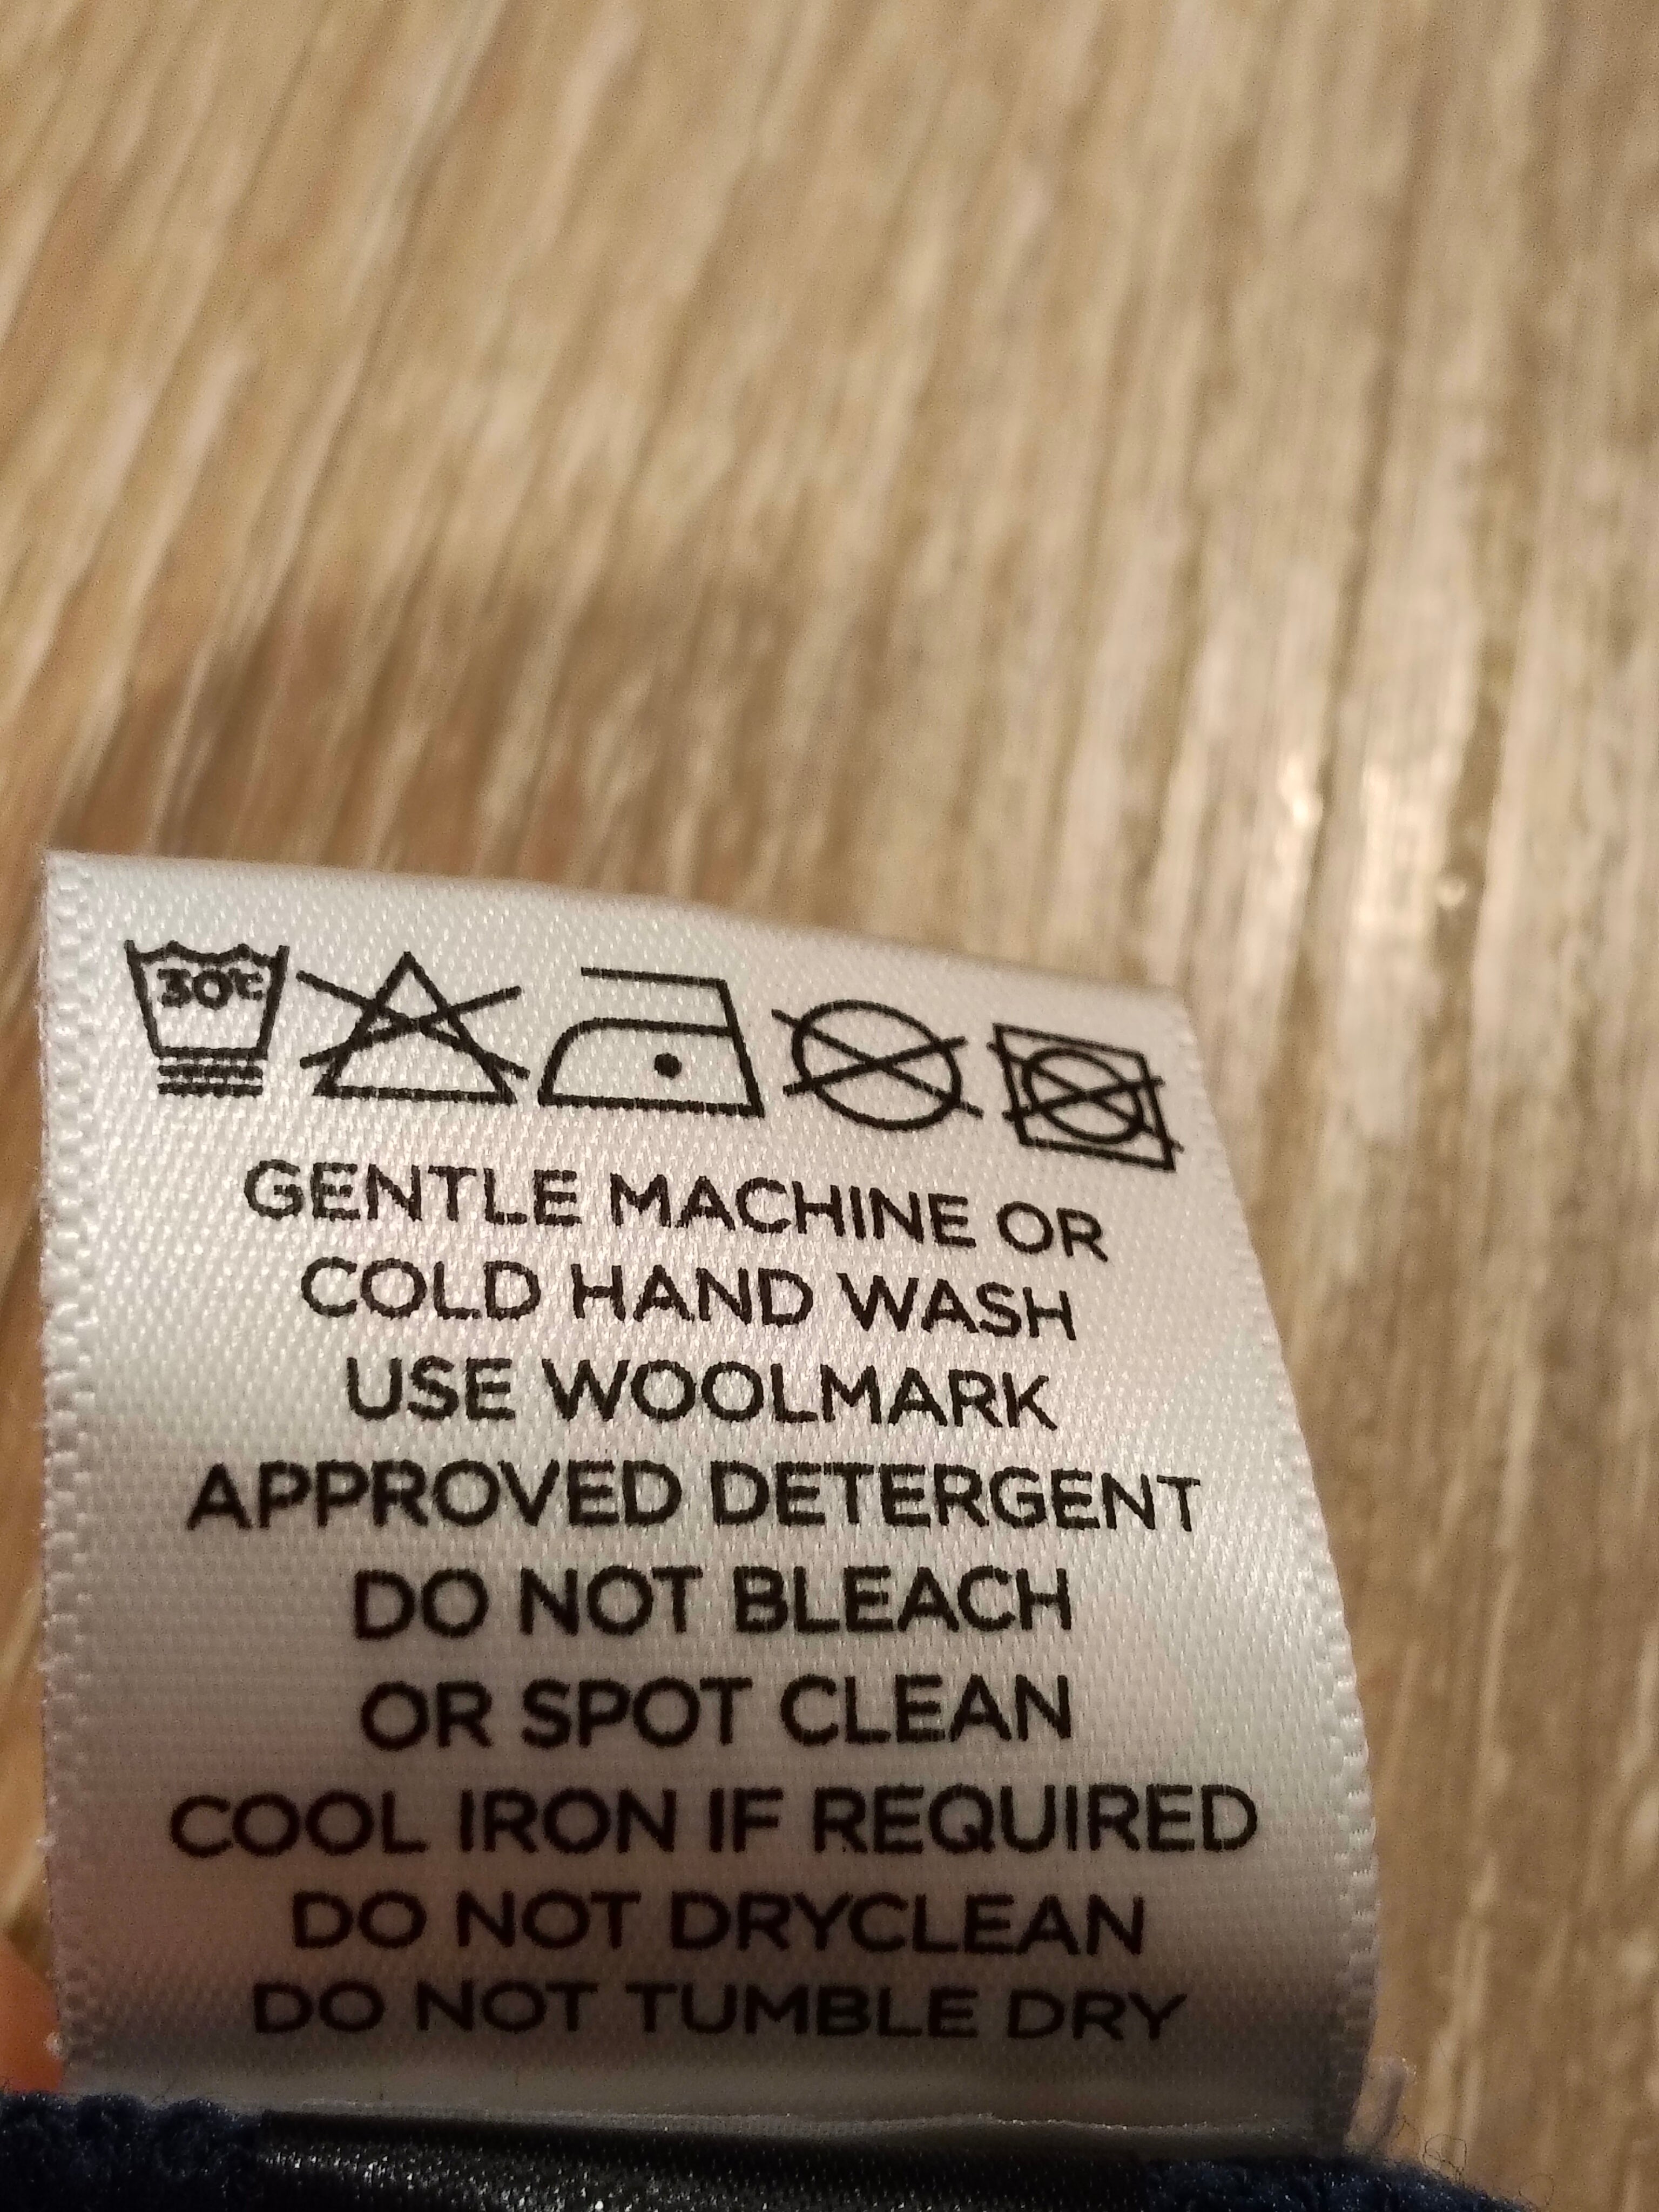 30°C
GENTLE MACHINE OR
COLD HAND WASH
USE WOOLMARK
APPROVED DETERGENT
DO NOT BLEACH
OR SPOT CLEAN
COOL IRON IF REQUIRED
DO NOT DRYCLEAN
DO NOT TUMBLE DRY